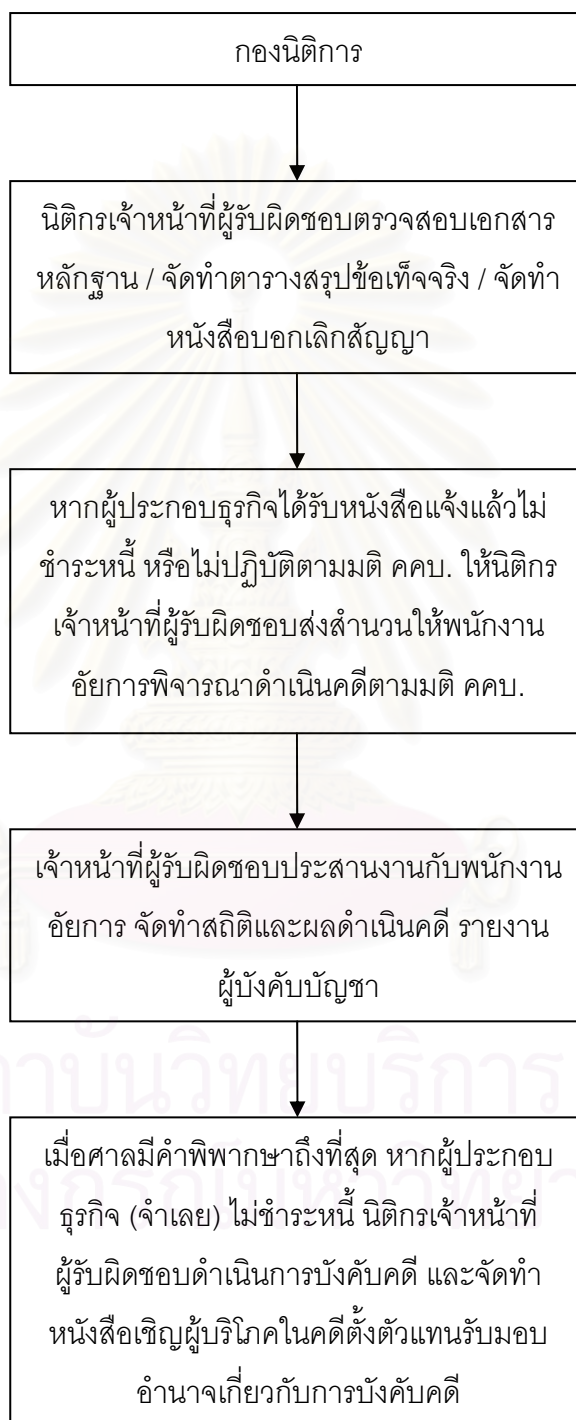 กองนิติการ
นิติกรเจ้าหน้าที่ผู้รับผิดชอบตรวจสอบเอกสาร
หลักฐาน / จัดทำตารางสรุปข้อเท็จจริง / จัดทำ
หนังสือบอกเลิกสัญญา
หากผู้ประกอบธุรกิจได้รับหนังสือแจ้งแล้วไม่
ชำระหนี้ หรือไม่ปฏิบัติตามมติ คคบ. ให้นิติกร
เจ้าหน้าที่ผู้รับผิดชอบส่งสำนวนให้พนักงาน
อัยการพิจารณาดำเนินคดีตามมติ คคบ.
เจ้าหน้าที่ผู้รับผิดชอบประสานงานกับพนักงาน
อัยการ จัดทำสถิติและผลดำเนินคดี รายงาน
ผู้บังคับบัญชา
เมื่อศาลมีคำพิพากษาถึงที่สุด หากผู้ประกอบ
ธุรกิจ (จำเลย) ไม่ชำระหนี้ นิติกรเจ้าหน้าที่
ผู้รับผิดชอบดำเนินการบังคับคดี และจัดทำ
หนังสือเชิญผู้บริโภคในคดีตั้งตัวแทนรับมอบ
อำนาจเกี่ยวกับการบังคับคดี